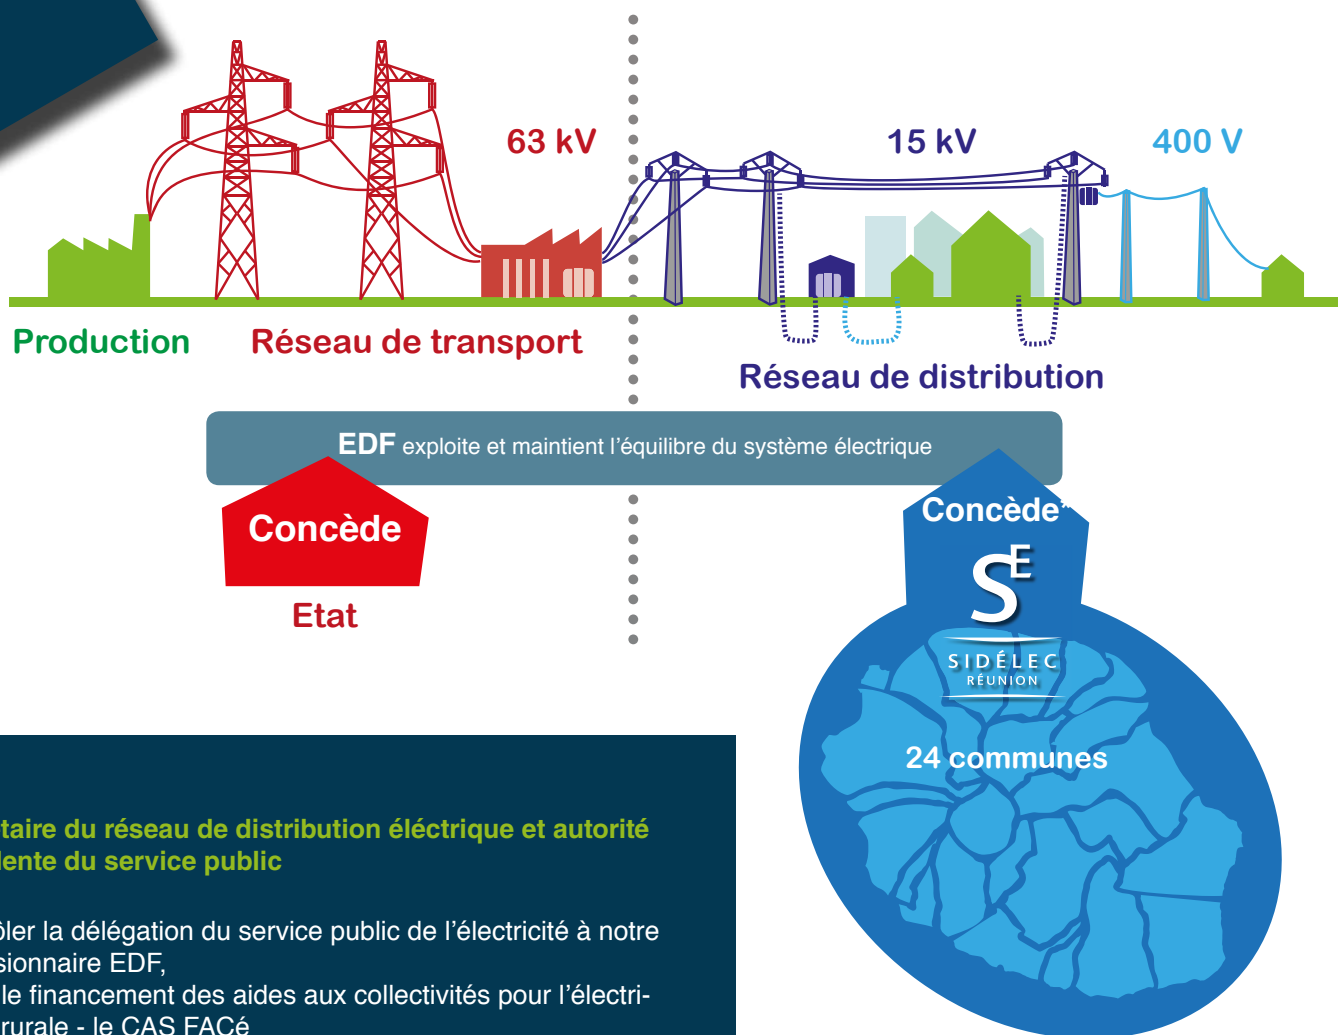 63 kV
15 kV
400 V
Production
Réseau de transport
Réseau de distribution
EDF exploite et maintient l'équilibre du système électrique
Concède
Etat
Concède*
SE
SIDÉLEC
RÉUNION
24 communes
taire du réseau de distribution éléctrique et autorité
dente du service public
ôler la délégation du service public de l'électricité à notre
sionnaire EDF,
le financement des aides aux collectivités pour l'électri-
rurale - le CAS FACé